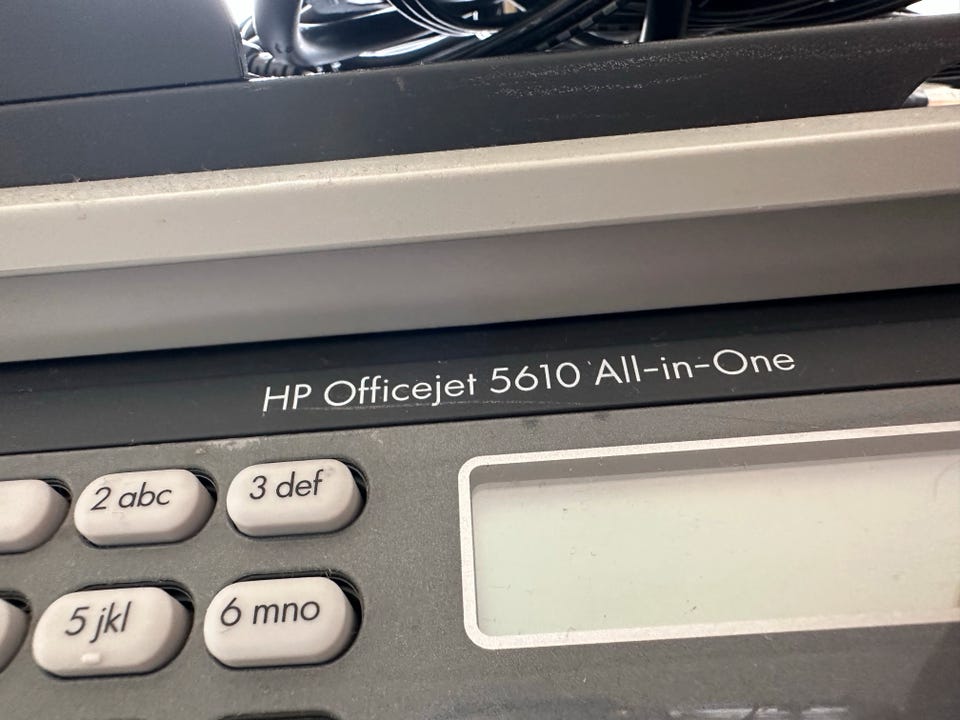 HP Officejet 5610 All-in-One
2 abc
3 def
5 jkl
6 mno